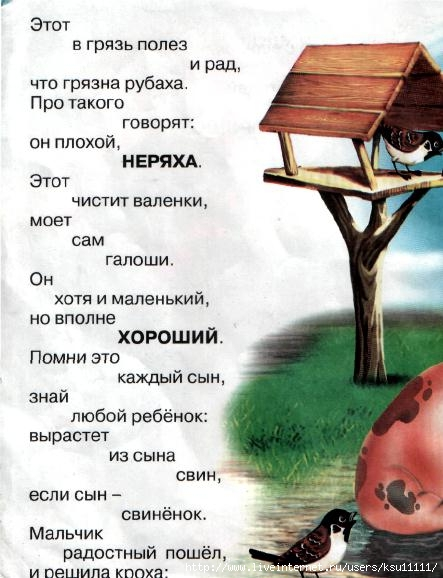 Этот
в грязь полез
и рад,
что грязна рубаха.
Про такого
говорят:
он плохой,
НЕРЯХА.
Этот
чистит валенки,
моет
сам
галоши.
Он
хотя и маленький,
но вполне
ХОРОШИЙ.
Помни это
каждый сын,
знай
любой ребёнок:
вырастет
из сына
свин,
если сын –
свинёнок.
Мальчик
радостный пошёл,
и решила кроха:
http://www.liveinternet.ru/users/ksu11111/